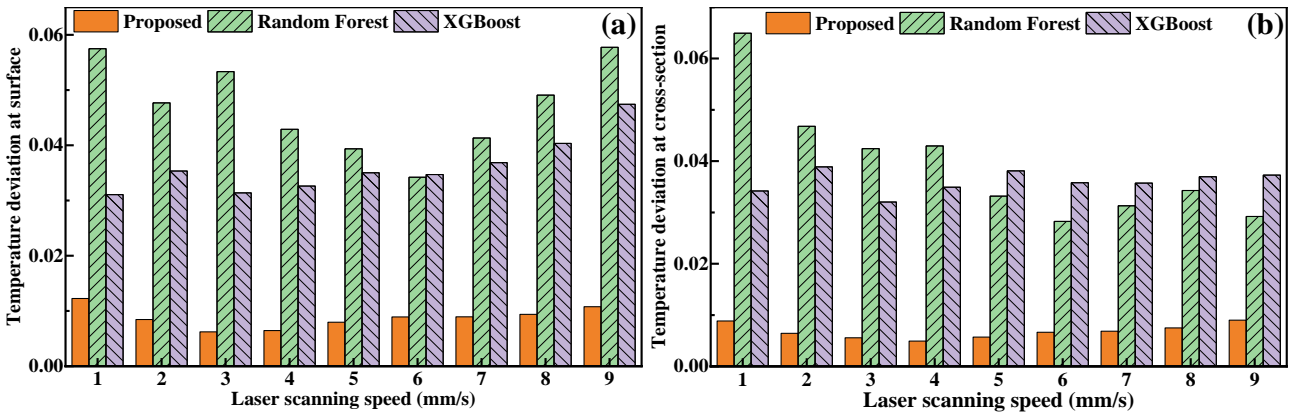 Proposed Random Forest XGBoost (a)
Temperature deviation at surface
0.06
0.04
0.02
0.00
1 2 3 4 5 6 7 8 9
Laser scanning speed (mm/s)
Proposed Random Forest XGBoost (b)
Temperature deviation at cross-section
0.06
0.04
0.02
0.00
1 2 3 4 5 6 7 8 9
Laser scanning speed (mm/s)